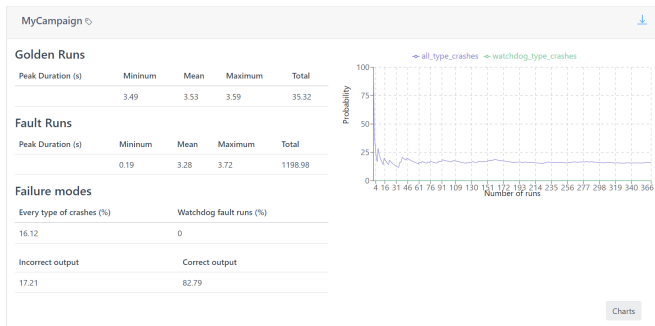 MyCampaign
Golden Runs
Peak Duration (s) Mininum Mean Maximum Total
3.49 3.53 3.59 35.32
Fault Runs
Peak Duration (s) Mininum Mean Maximum Total
0.19 3.28 3.72 1198.98
Failure modes
Every type of crashes (%) Watchdog fault runs (%)
16.12 0
Incorrect output Correct output
17.21 82.79
all_type_crashes watchdog_type_crashes
Probability
100
75
50
25
0
4 16 31 46 61 76 91 109 130 151 172 193 214 235 256 277 298 319 340 366
Number of runs
Charts